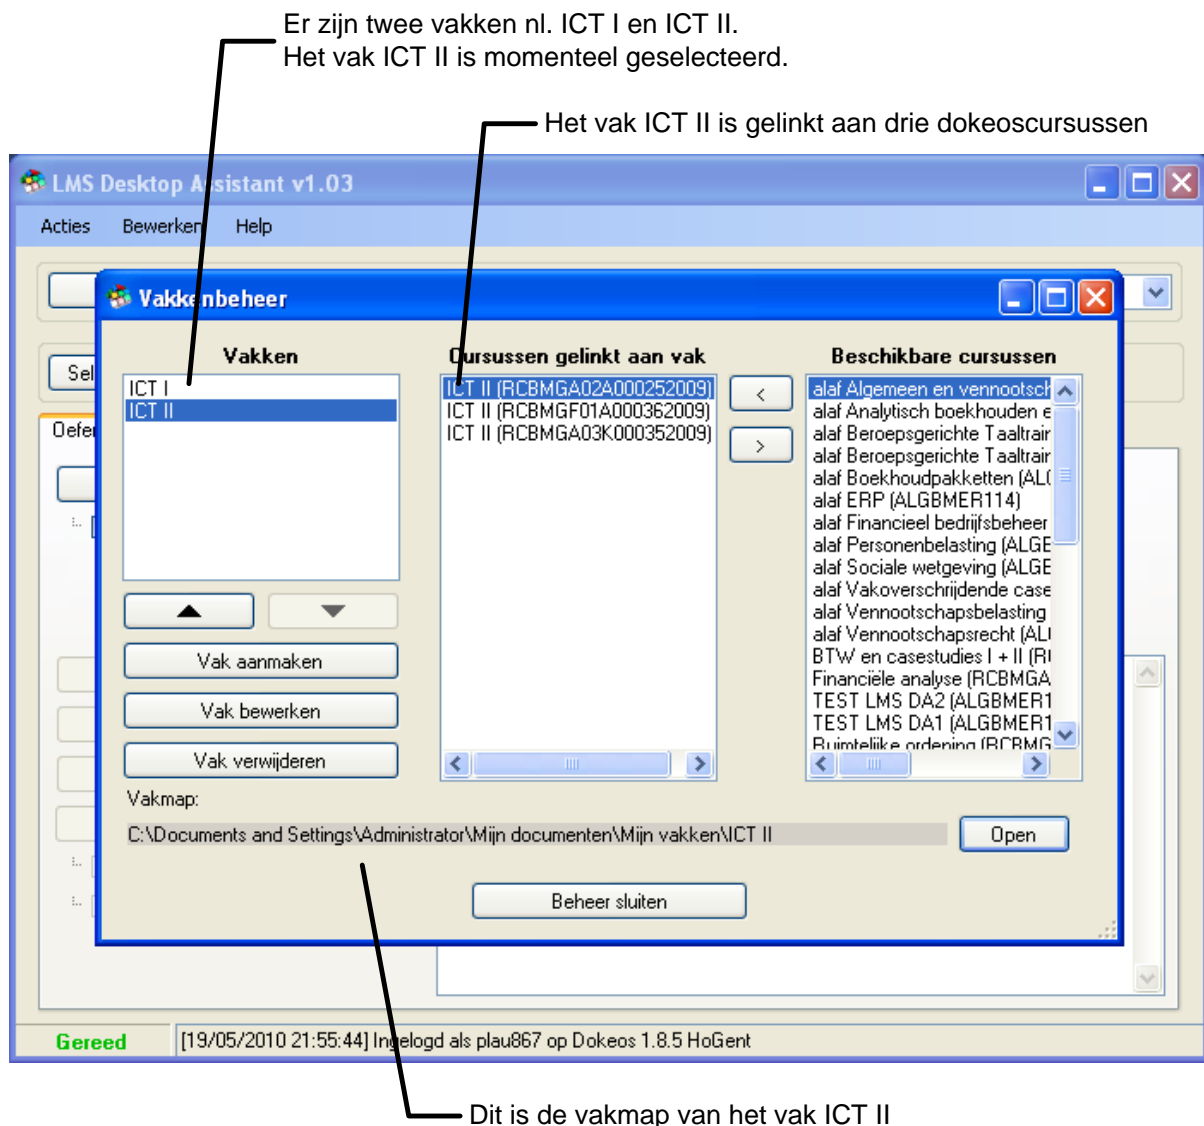 Er zijn twee vakken nl. ICT I en ICT II.
Het vak ICT II is momenteel geselecteerd.
Het vak ICT II is gelinkt aan drie dokeoscursussen
LMS Desktop Assistant v1.03
Acties Bewerken Help
Vakkenbeheer
Sel
Oefer
Vakken
ICT I
ICT II
Vak aanmaken
Vak bewerken
Vak verwijderen
Cursussen gelinkt aan vak
ICT II (RCBMGA02A000252009)
ICT II (RCBMGF01A000362009)
ICT II (RCBMGA03K000352009)
<
>
Beschikbare cursussen
alaf Algemeen en vennootsch
alaf Analytisch boekhouden e
alaf Beroepsgerichte Taaltrair
alaf Beroepsgerichte Taaltrair
alaf Boekhoudpakketten (AL
alaf ERP (ALGBMER114)
alaf Financieel bedrijfsbeheer
alaf Personenbelasting (ALGE
alaf Sociale wetgeving (ALGE
alaf Vakoverschrijdende case
alaf Vennootschapsbelasting
alaf Vennootschapsrecht (AL
BTW en casestudies I + II (R
Financiële analyse (RCBMGA
TEST LMS DA2 (ALGBMER1
TEST LMS DA1 (ALGBMER1
Ruimtelijke ordening (RCBMG
Vakmap:
C:\Documents and Settings\Administrator\Mijn documenten\Mijn vakken\ICT II
Open
Beheer sluiten
Gereed [19/05/2010 21:55:44] Ingelogd als plau867 op Dokeos 1.8.5 HoGent
Dit is de vakmap van het vak ICT II